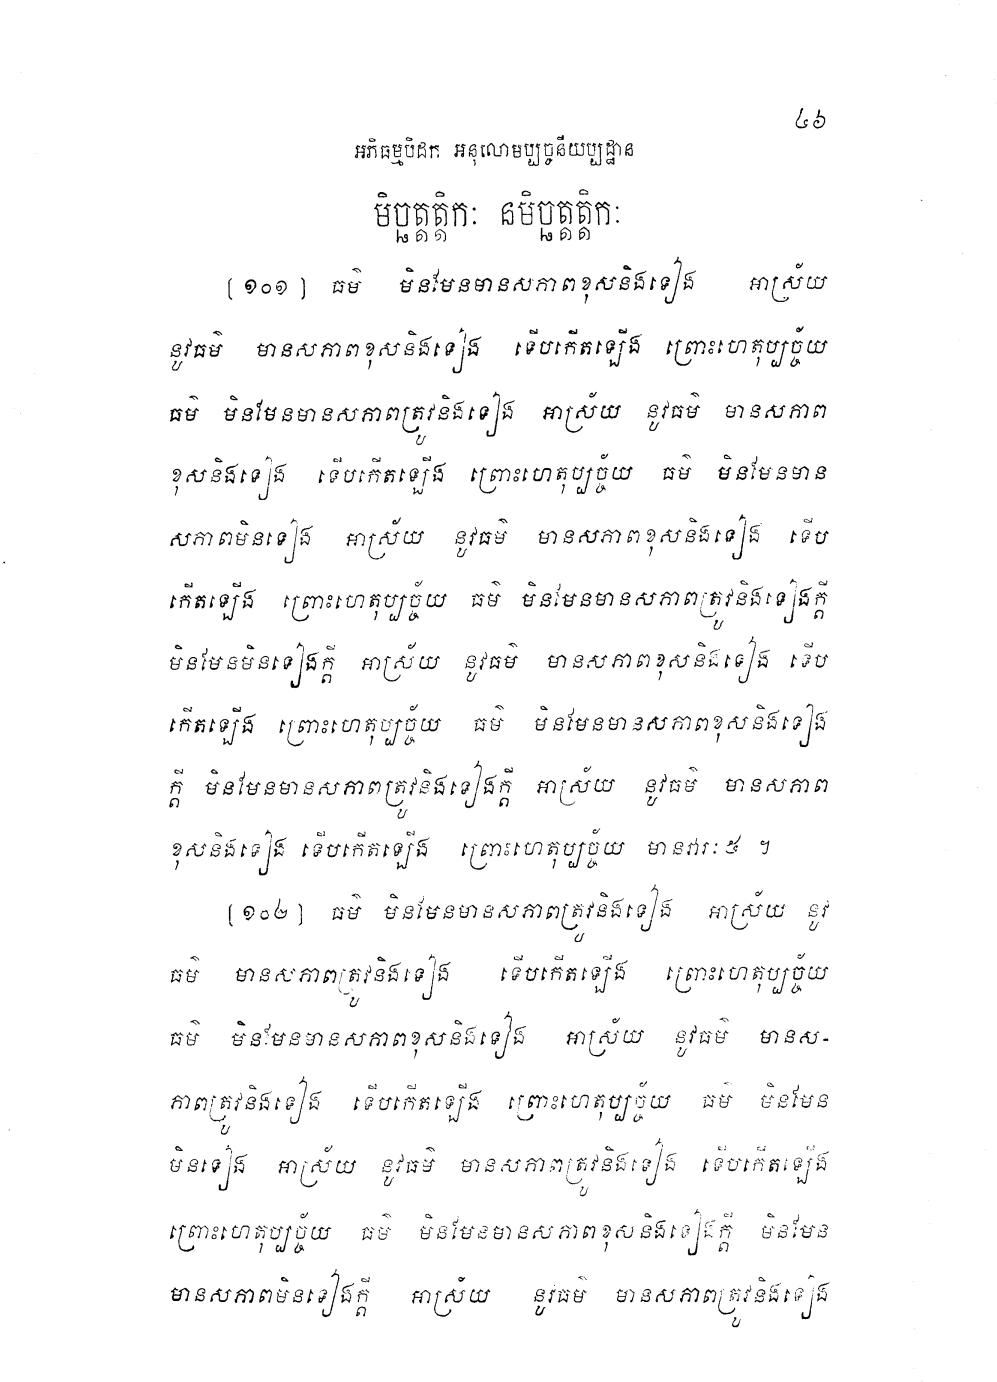 ៤៦
អភិធម្មបិដក អនុលោមប្បច្ចនីយប្បដ្ឋាន
មិច្ឆត្តត្តិកៈ នមិច្ឆត្តត្តិកៈ
(១០១) ធម៌ មិនមែនមានសភាពខុសនិងទៀង អាស្រ័យ
នូវធម៌ មានសភាពខុសនិងទៀង ទើបកើតឡើង ព្រោះហេតុប្បច្ច័យ
ធម៌ មិនមែនមានសភាពត្រូវនិងទៀង អាស្រ័យ នូវធម៌ មានសភាព
ខុសនិងទៀង ទើបកើតឡើង ព្រោះហេតុប្បច្ច័យ ធម៌ មិនមែនមាន
សភាពមិនទៀង អាស្រ័យ នូវធម៌ មានសភាពខុសនិងទៀង ទើប
កើតឡើង ព្រោះហេតុប្បច្ច័យ ធម៌ មិនមែនមានសភាពត្រូវនិងទៀងក្តី
មិនមែនមិនទៀងក្តី អាស្រ័យ នូវធម៌ មានសភាពខុសនិងទៀង ទើប
កើតឡើង ព្រោះហេតុប្បច្ច័យ ធម៌ មិនមែនមានសភាពខុសនិងទៀង
ក្តី មិនមែនមានសភាពត្រូវនិងទៀងក្តី អាស្រ័យ នូវធម៌ មានសភាព
ខុសនិងទៀង ទើបកើតឡើង ព្រោះហេតុប្បច្ច័យ មានវារៈ ៥ ។
(១០២) ធម៌ មិនមែនមានសភាពត្រូវនិងទៀង អាស្រ័យ នូវ
ធម៌ មានសភាពត្រូវនិងទៀង ទើបកើតឡើង ព្រោះហេតុប្បច្ច័យ
ធម៌ មិនមែនមានសភាពខុសនិងទៀង អាស្រ័យ នូវធម៌ មានស-
ភាពត្រូវនិងទៀង ទើបកើតឡើង ព្រោះហេតុប្បច្ច័យ ធម៌ មិនមែន
មិនទៀង អាស្រ័យ នូវធម៌ មានសភាពត្រូវនិងទៀង ទើបកើតឡើង
ព្រោះហេតុប្បច្ច័យ ធម៌ មិនមែនមានសភាពខុសនិងទៀងក្តី មិនមែន
មានសភាពមិនទៀងក្តី អាស្រ័យ នូវធម៌ មានសភាពត្រូវនិងទៀង